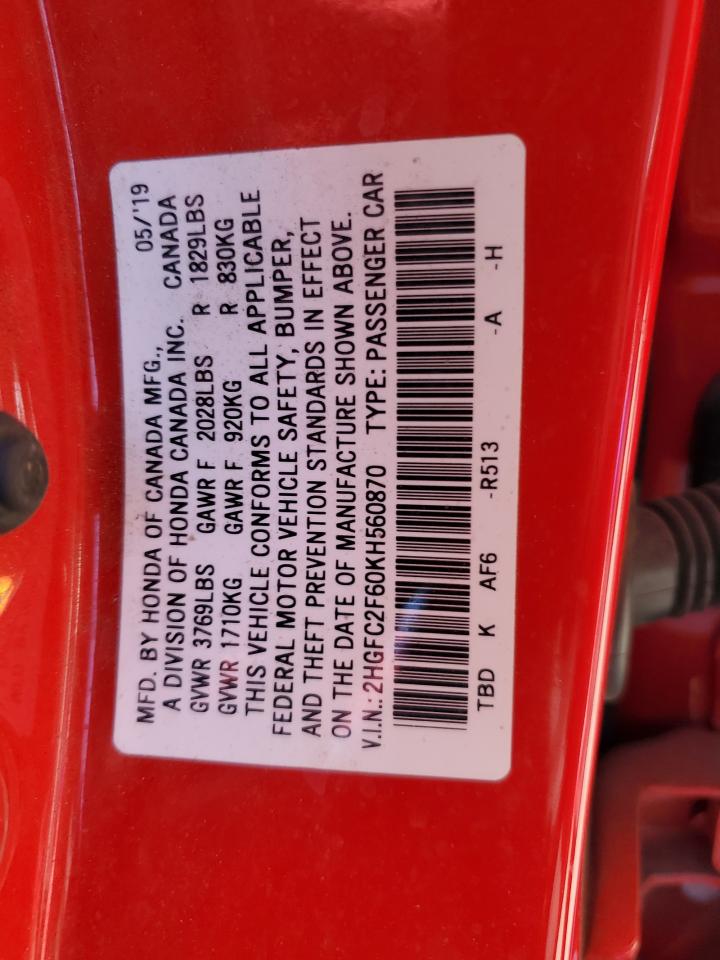 MFD. BY HONDA OF CANADA MFG., 05/'19
A DIVISION OF HONDA CANADA INC. CANADA
GVWR 3769LBS GAWR F 2028LBS R 1829LBS
GVWR 1710KG GAWR F 920KG R 830KG
THIS VEHICLE CONFORMS TO ALL APPLICABLE
FEDERAL MOTOR VEHICLE SAFETY, BUMPER,
AND THEFT PREVENTION STANDARDS IN EFFECT
ON THE DATE OF MANUFACTURE SHOWN ABOVE.
V.I.N.: 2HGFC2F60KH560870 TYPE: PASSENGER CAR
TBD K AF6 -R513 -A -H